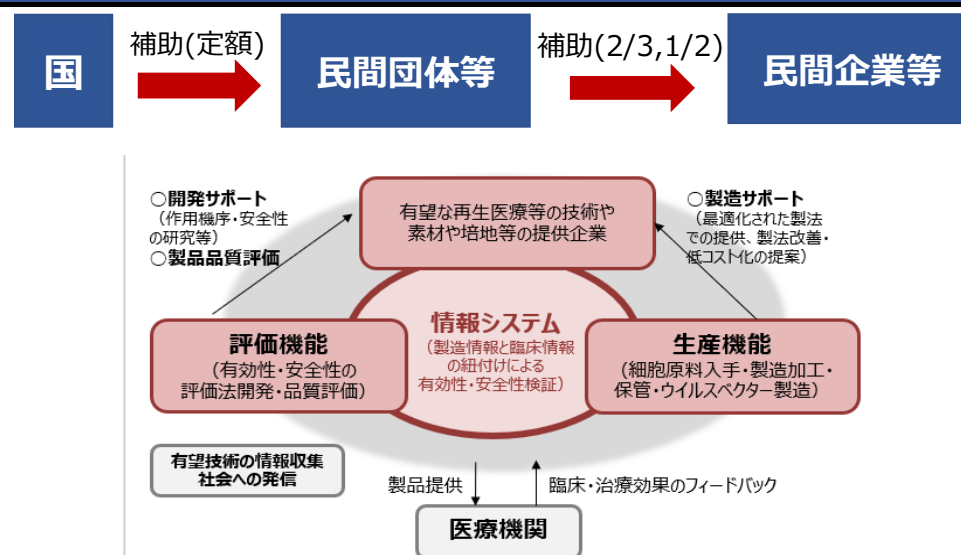 国
補助(定額)
民間団体等
補助(2/3,1/2)
民間企業等
○開発サポート
（作用機序・安全性
の研究等）
○製品品質評価
有望な再生医療等の技術や
素材や培地等の提供企業
○製造サポート
（最適化された製法
での提供、製法改善・
低コスト化の提案）
情報システム
（製造情報と臨床情報
の紐付けによる
有効性・安全性検証）
評価機能
（有効性・安全性の
評価法開発・品質評価）
生産機能
（細胞原料入手・製造加工・
保管・ウイルスベクター製造）
有望技術の情報収集
社会への発信
製品提供
臨床・治療効果のフィードバック
医療機関